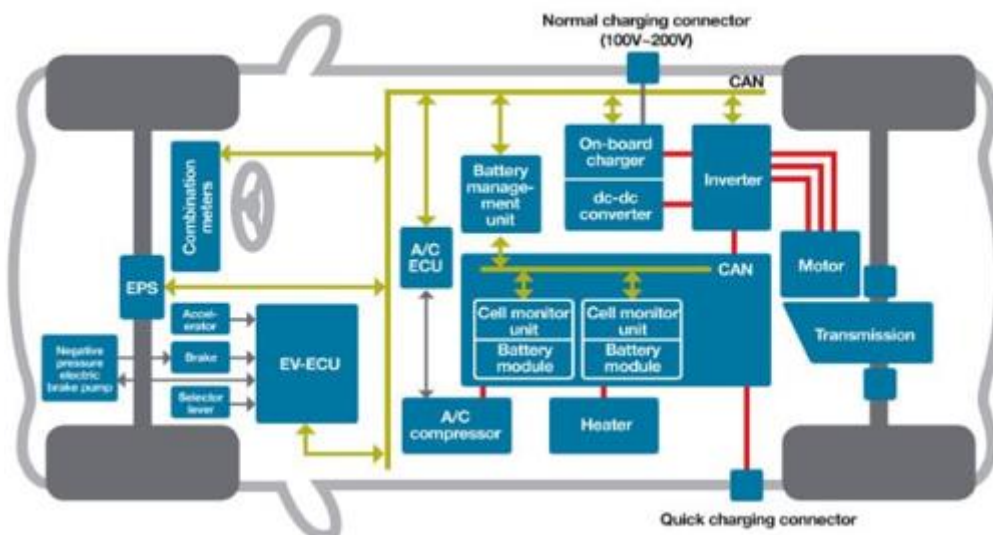 Normal charging connector
(100V~200V)
CAN
Combination
meters
Battery
manage-
ment
unit
On-board
charger
dc-dc
converter
Inverter
A/C
ECU
CAN
Motor
EPS
Cell monitor
unit
Battery
module
Cell monitor
unit
Battery
module
Transmission
Accel-
erator
Brake
Selector
lever
EV-ECU
Negative
pressure
electric
brake pump
A/C
compressor
Heater
Quick charging connector